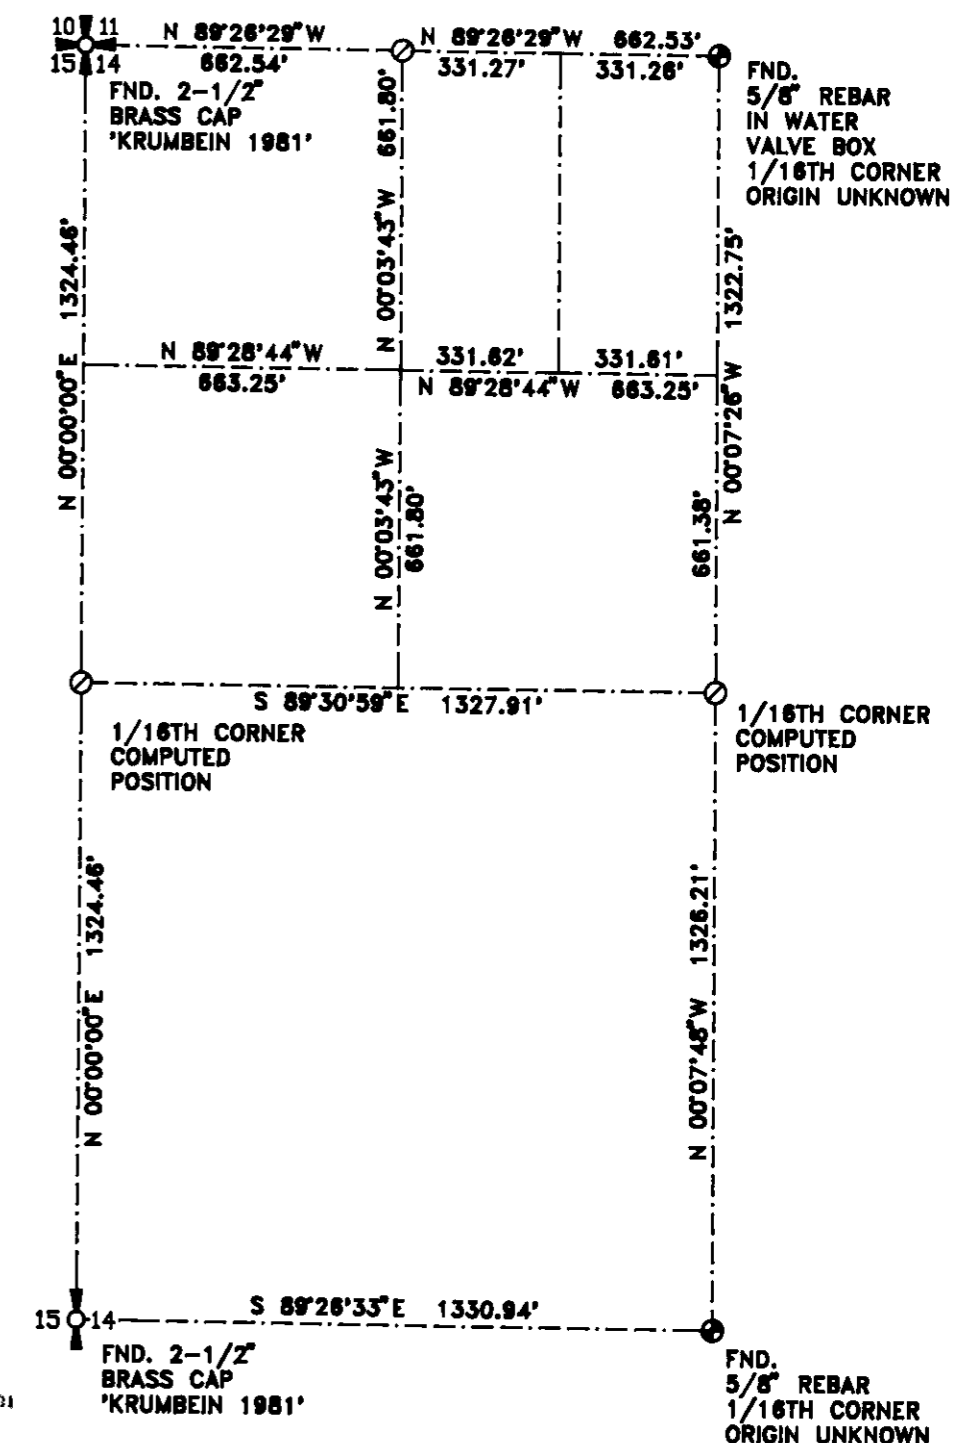 10 11
15 14
N 89°26'29" W
662.54'
N 89°26'29" W 662.53'
331.27' 331.26'
FND. 2-1/2"
BRASS CAP
'KRUMBEIN 1981'
FND.
5/8" REBAR
IN WATER
VALVE BOX
1/16TH CORNER
ORIGIN UNKNOWN
N 00°00'00" E 1324.46'
N 00°03'43" W 661.80'
N 00°07'26" W 1322.75'
N 89°28'44" W
663.25'
331.62' 331.61'
N 89°28'44" W 663.25'
N 00°03'43" W
661.80'
661.38'
S 89°30'59" E 1327.91'
1/16TH CORNER
COMPUTED
POSITION
1/16TH CORNER
COMPUTED
POSITION
N 00°00'00" E 1324.46'
N 00°07'48" W 1326.21'
15 14
S 89°26'33" E 1330.94'
FND. 2-1/2"
BRASS CAP
'KRUMBEIN 1981'
FND.
5/8" REBAR
1/16TH CORNER
ORIGIN UNKNOWN